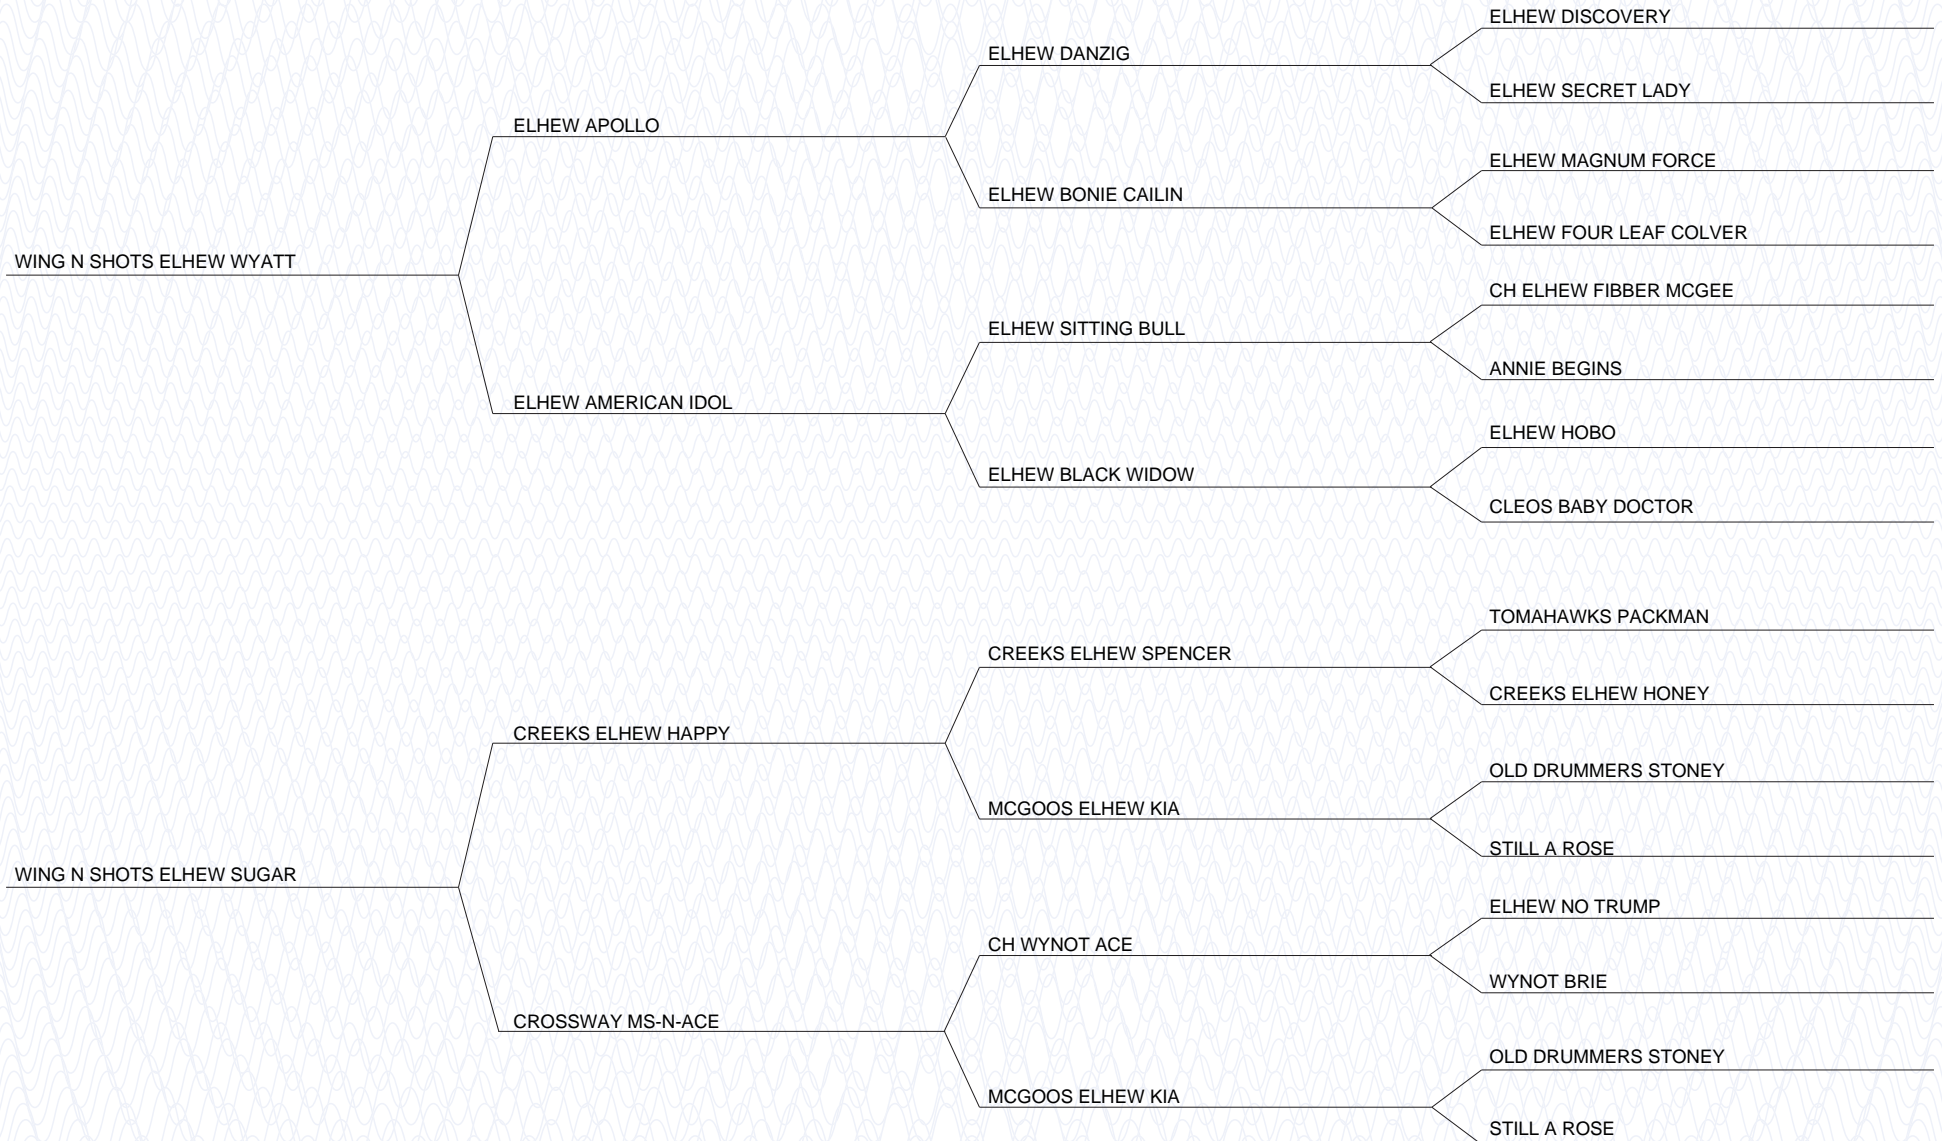 ELHEW DISCOVERY
ELHEW DANZIG
ELHEW SECRET LADY
ELHEW APOLLO
ELHEW MAGNUM FORCE
ELHEW BONIE CAILIN
ELHEW FOUR LEAF COLVER
WING N SHOTS ELHEW WYATT
CH ELHEW FIBBER MCGEE
ELHEW SITTING BULL
ANNIE BEGINS
ELHEW AMERICAN IDOL
ELHEW HOBO
ELHEW BLACK WIDOW
CLEOS BABY DOCTOR
TOMAHAWKS PACKMAN
CREEKS ELHEW SPENCER
CREEKS ELHEW HONEY
CREEKS ELHEW HAPPY
OLD DRUMMERS STONEY
MCGOOS ELHEW KIA
STILL A ROSE
WING N SHOTS ELHEW SUGAR
ELHEW NO TRUMP
CH WYNOT ACE
WYNOT BRIE
CROSSWAY MS-N-ACE
OLD DRUMMERS STONEY
MCGOOS ELHEW KIA
STILL A ROSE